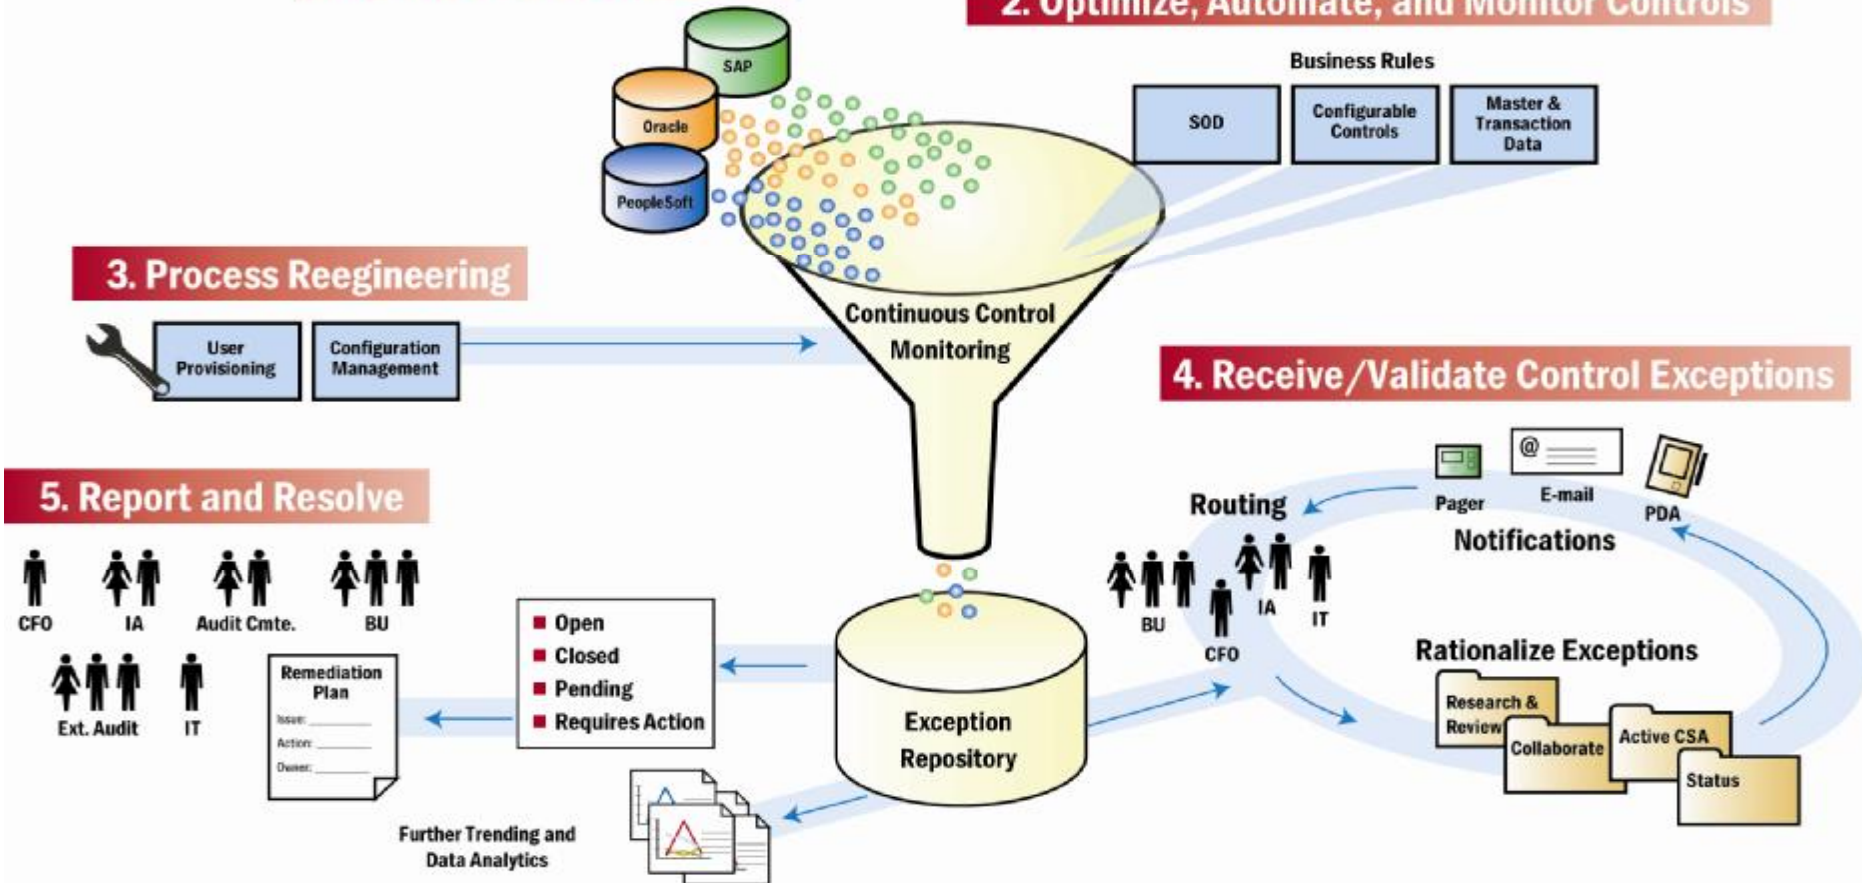 2. Optimize, Automate, and Monitor Controls
SAP
Oracle
PeopleSoft
Business Rules
SOD
Configurable
Controls
Master &
Transaction
Data
3. Process Reegineering
User
Provisioning
Configuration
Management
Continuous Control
Monitoring
4. Receive/Validate Control Exceptions
@
Pager
E-mail
PDA
Notifications
Routing
BU
CFO
IA
IT
Rationalize Exceptions
Research &
Review
Collaborate
Active CSA
Status
5. Report and Resolve
CFO
IA
Audit Cmte.
BU
Ext. Audit
IT
Remediation
Plan
Issue:
Action:
Owner:
Open
Closed
Pending
Requires Action
Exception
Repository
Further Trending and
Data Analytics